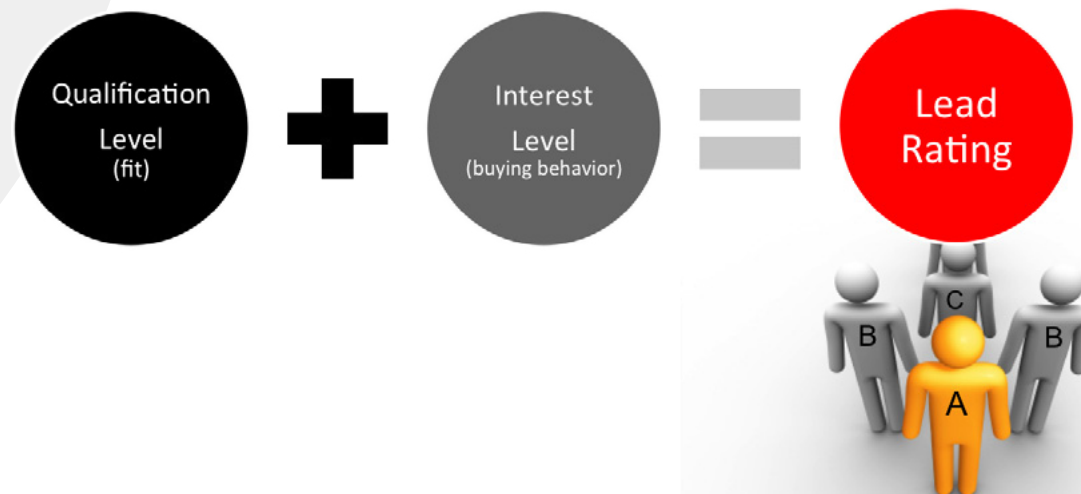 Qualification
Level
(fit)
Interest
Level
(buying behavior)
Lead
Rating
C
B
B
A